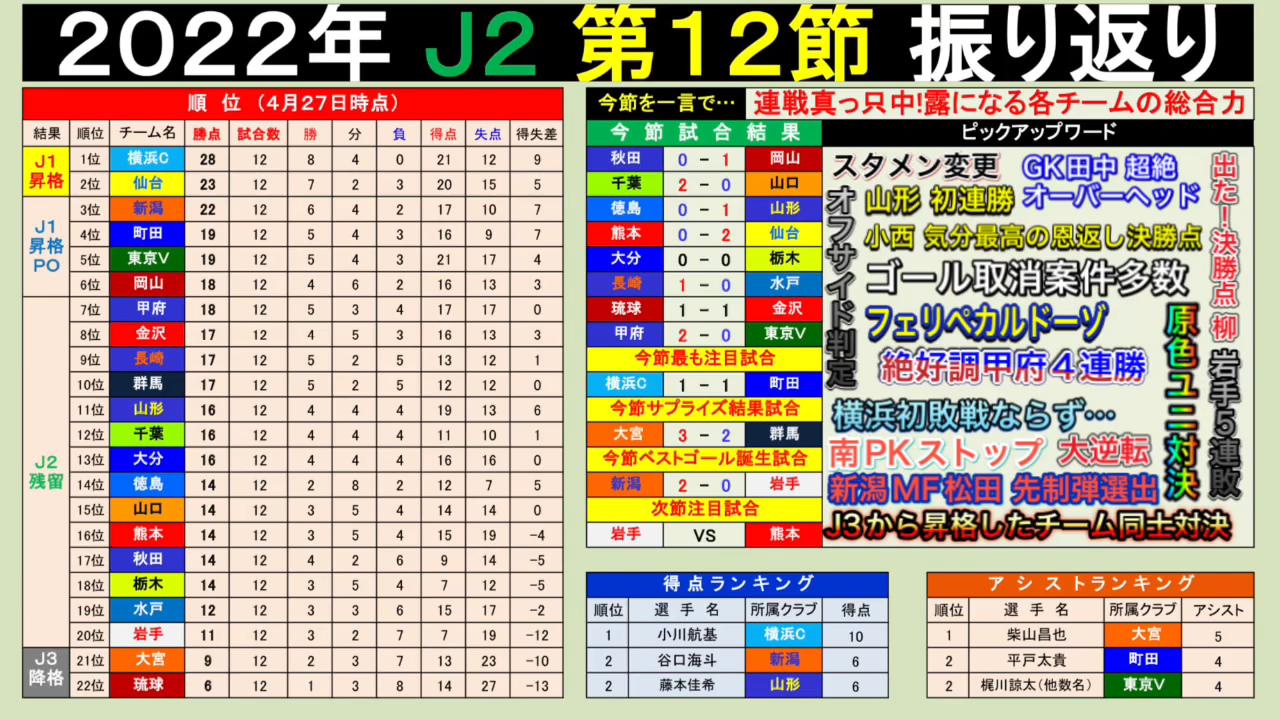 2022年 J2 第12節 振り返り
順 位 （4月27日時点）
結果 順位 チーム名 勝点 試合数 勝 分 負 得点 失点 得失差
J1昇格
1位 横浜C 28 12 8 4 0 21 12 9
2位 仙台 23 12 7 2 3 20 15 5
J1昇格PO
3位 新潟 22 12 6 4 2 17 10 7
4位 町田 19 12 5 4 3 16 9 7
5位 東京V 19 12 5 4 3 21 17 4
6位 岡山 18 12 4 6 2 16 13 3
J2残留
7位 甲府 18 12 5 3 4 17 17 0
8位 金沢 17 12 4 5 3 16 13 3
9位 長崎 17 12 5 2 5 13 12 1
10位 群馬 17 12 5 2 5 12 12 0
11位 山形 16 12 4 4 4 19 13 6
12位 千葉 16 12 4 4 4 11 10 1
13位 大分 16 12 4 4 4 16 16 0
14位 徳島 14 12 2 8 2 12 7 5
15位 山口 14 12 3 5 4 14 14 0
16位 熊本 14 12 3 5 4 15 19 -4
17位 秋田 14 12 4 2 6 9 14 -5
18位 栃木 14 12 3 5 4 7 12 -5
19位 水戸 12 12 3 3 6 15 17 -2
20位 岩手 11 12 3 2 7 7 19 -12
J3降格
21位 大宮 9 12 2 3 7 13 23 -10
22位 琉球 6 12 1 3 8 14 27 -13
今節を一言で… 連戦真っ只中!露になる各チームの総合力
今 節 試 合 結 果
秋田 0 - 1 岡山
千葉 2 - 0 山口
徳島 0 - 1 山形
熊本 0 - 2 仙台
大分 0 - 0 栃木
長崎 1 - 0 水戸
琉球 1 - 1 金沢
甲府 2 - 0 東京V
今節最も注目試合
横浜C 1 - 1 町田
今節サプライズ結果試合
大宮 3 - 2 群馬
今節ベストゴール誕生試合
新潟 2 - 0 岩手
次節注目試合
岩手 VS 熊本
ピックアップワード
スタメン変更
GK田中 超絶オーバーヘッド
出た！決勝点 柳
オフサイド判定
山形 初連勝
小西 気分最高の恩返し決勝点
ゴール取消案件多数
フェリペカルドーゾ
原色ユニ対決
絶好調甲府４連勝
岩手5連敗
横浜初敗戦ならず…
南PKストップ 大逆転
新潟MF松田 先制弾選出
J3から昇格したチーム同士対決
得 点 ラ ン キ ン グ
順位 選 手 名 所属クラブ 得点
1 小川航基 横浜C 10
2 谷口海斗 新潟 6
2 藤本佳希 山形 6
ア シ ス ト ラ ン キ ン グ
順位 選 手 名 所属クラブ アシスト
1 柴山昌也 大宮 5
2 平戸太貴 町田 4
2 梶川諒太(他数名) 東京V 4